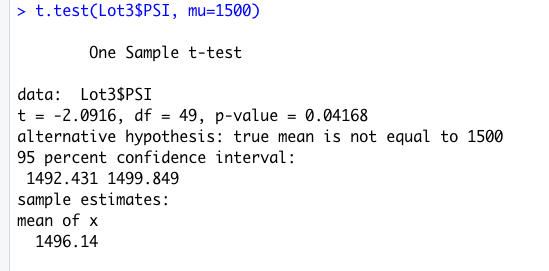 > t.test(Lot3$PSI, mu=1500)
One Sample t-test
data:  Lot3$PSI
t = -2.0916, df = 49, p-value = 0.04168
alternative hypothesis: true mean is not equal to 1500
95 percent confidence interval:
1492.431 1499.849
sample estimates:
mean of x
1496.14